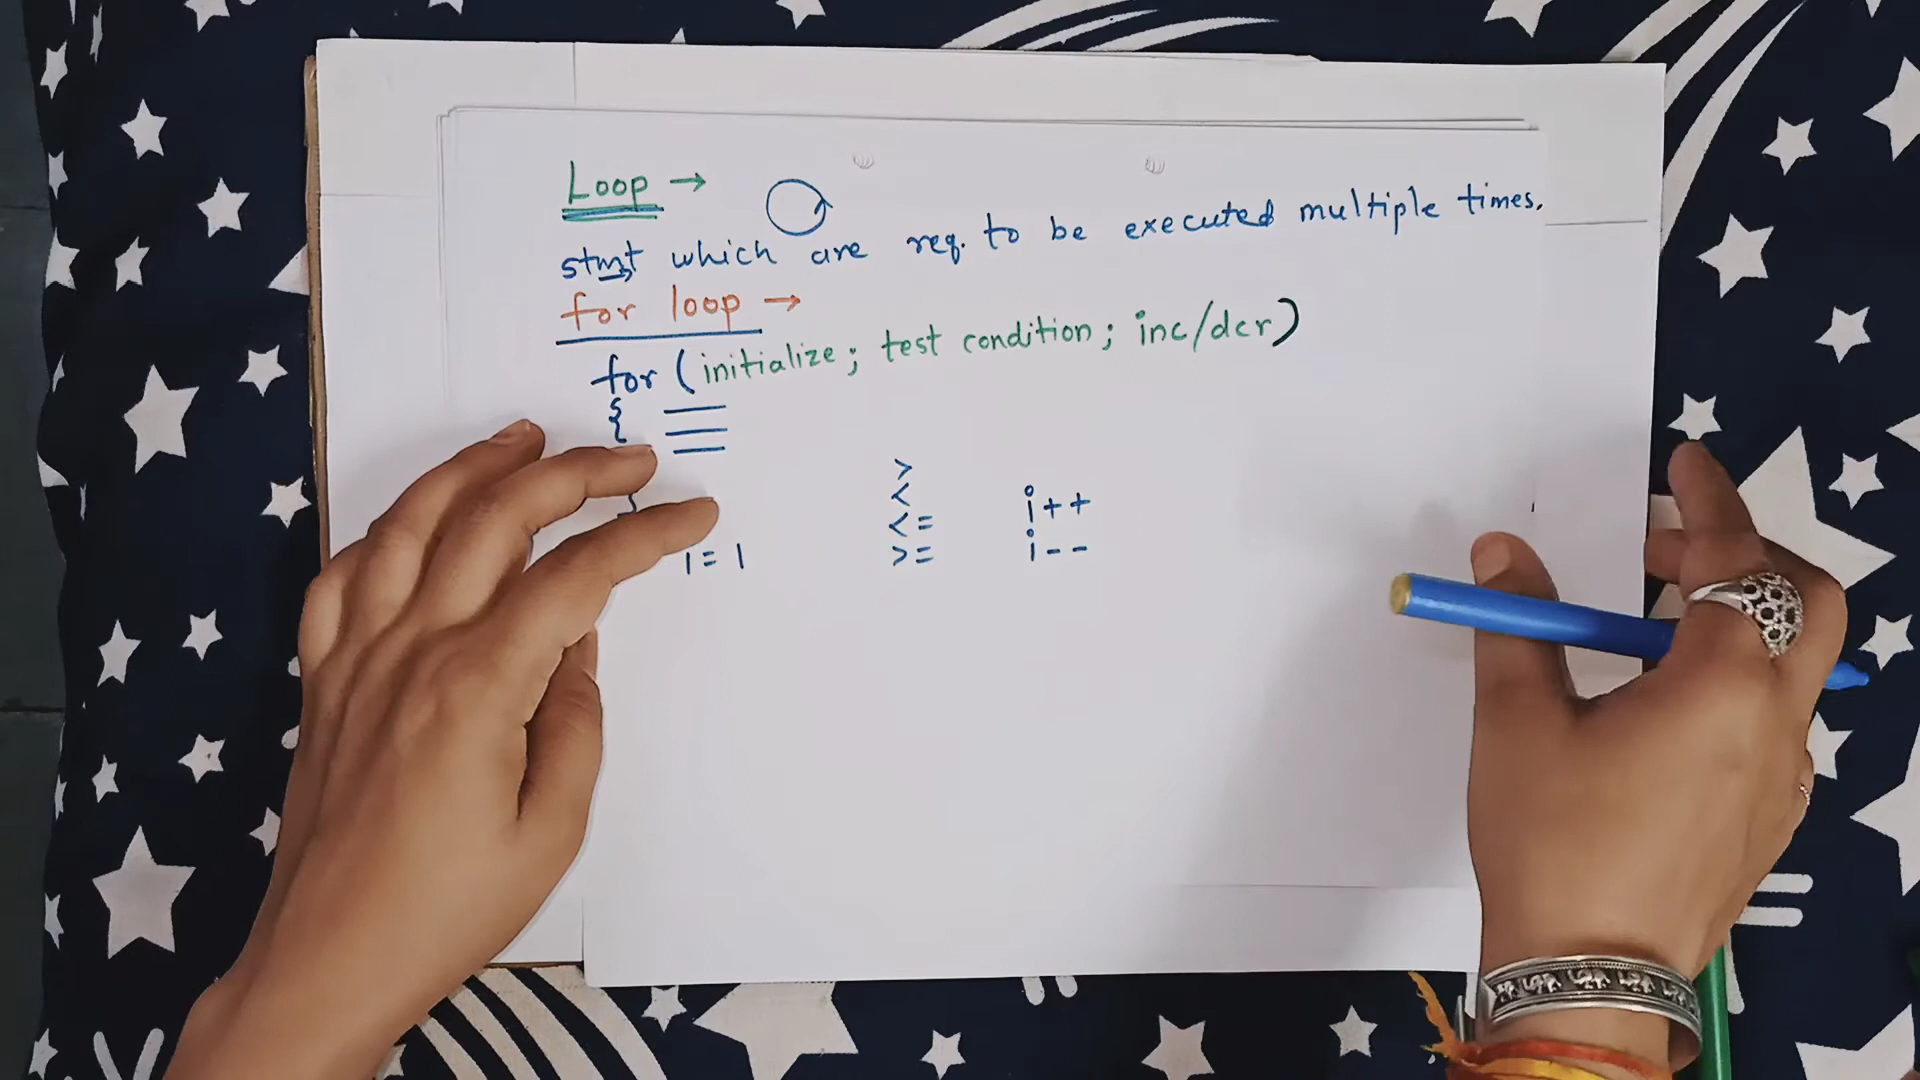 Loop →
stmt which are req. to be executed multiple times.
for loop →
for (initialize; test condition; inc/dcr)
{
}
>
<
<=
>=
i++
i--
i=1